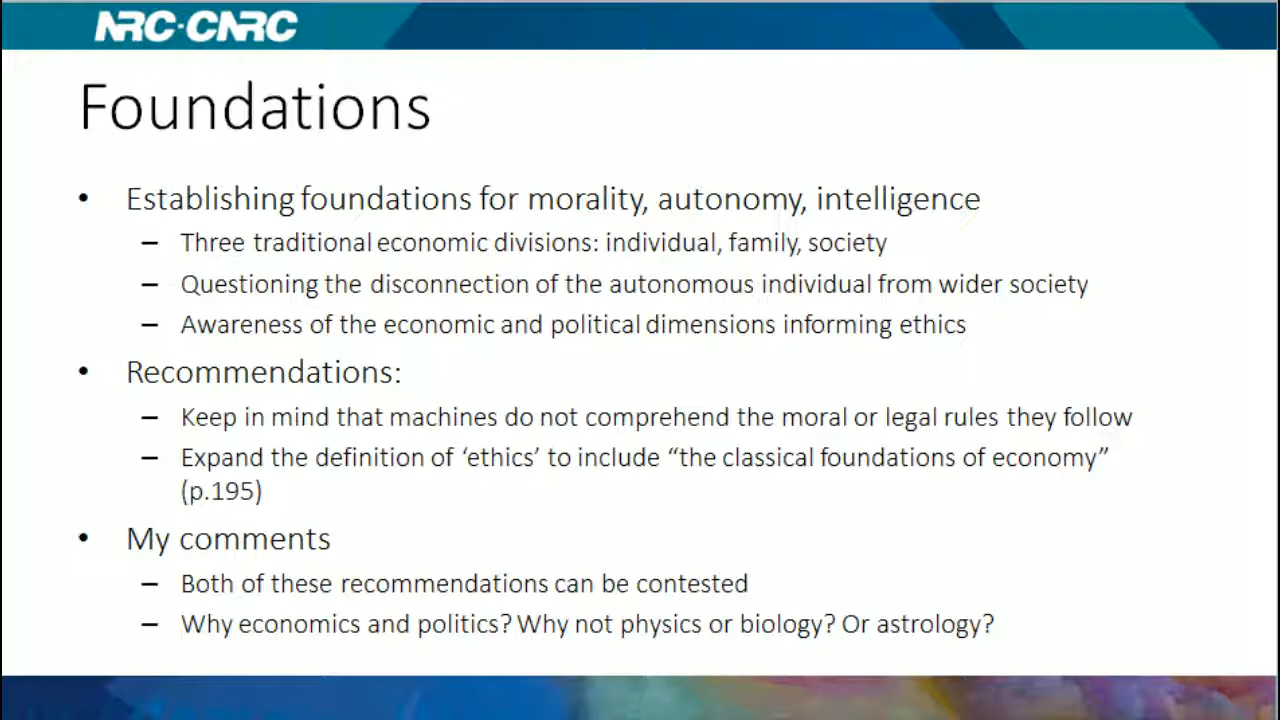 NRC·CNRC
Foundations
• Establishing foundations for morality, autonomy, intelligence
– Three traditional economic divisions: individual, family, society
– Questioning the disconnection of the autonomous individual from wider society
– Awareness of the economic and political dimensions informing ethics
• Recommendations:
– Keep in mind that machines do not comprehend the moral or legal rules they follow
– Expand the definition of ‘ethics’ to include “the classical foundations of economy”
(p.195)
• My comments
– Both of these recommendations can be contested
– Why economics and politics? Why not physics or biology? Or astrology?